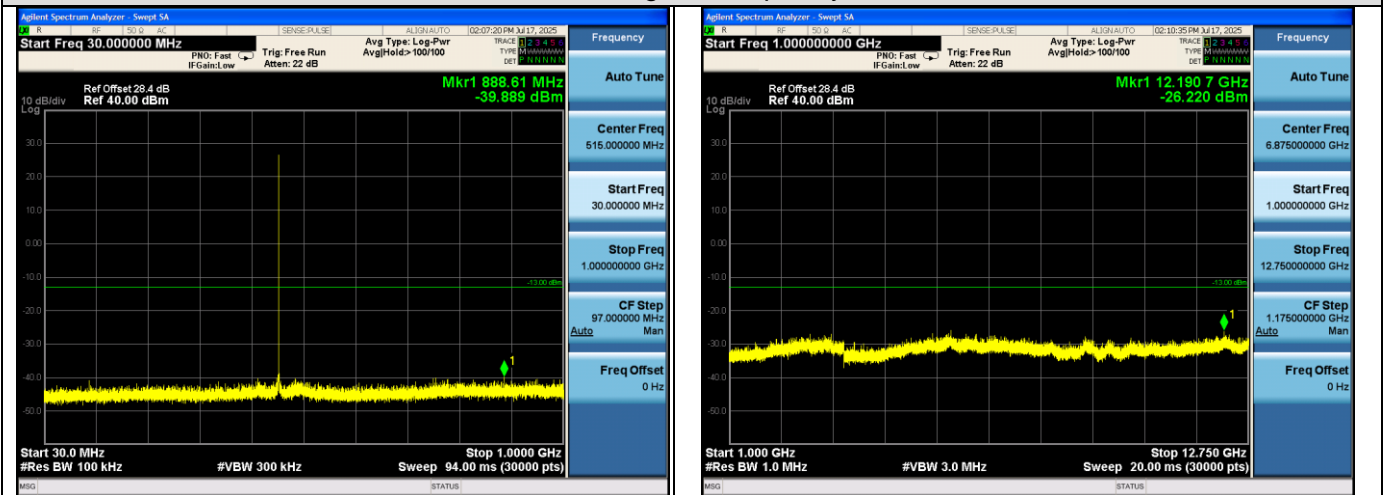 Agilent Spectrum Analyzer - Swept SA
R RF 50 Ω AC SENSE:PULSE ALIGNAUTO 02:07:20 PM Jul 17, 2025
Start Freq 30.000000 MHz
PNO: Fast
IFGain:Low
Trig: Free Run
Atten: 22 dB
Avg Type: Log-Pwr
Avg|Hold:>100/100
TRACE 1 2 3 4 5 6
TYPE M
DET P N N N N N
Mkr1 888.61 MHz
-39.889 dBm
Ref Offset 28.4 dB
10 dB/div Ref 40.00 dBm
Log
30.0
20.0
10.0
0.00
-10.0
-13.00 dBm
-20.0
-30.0
1
-40.0
-50.0
Start 30.0 MHz Stop 1.0000 GHz
#Res BW 100 kHz #VBW 300 kHz Sweep 94.00 ms (30000 pts)
MSG STATUS
Frequency
Auto Tune
Center Freq
515.000000 MHz
Start Freq
30.000000 MHz
Stop Freq
1.000000000 GHz
CF Step
97.000000 MHz
Auto Man
Freq Offset
0 Hz
Agilent Spectrum Analyzer - Swept SA
R RF 50 Ω AC SENSE:PULSE ALIGNAUTO 02:10:35 PM Jul 17, 2025
Start Freq 1.000000000 GHz
PNO: Fast
IFGain:Low
Trig: Free Run
Atten: 22 dB
Avg Type: Log-Pwr
Avg|Hold:>100/100
TRACE 1 2 3 4 5 6
TYPE M
DET P N N N N N
Mkr1 12.190 7 GHz
-26.220 dBm
Ref Offset 28.4 dB
10 dB/div Ref 40.00 dBm
Log
30.0
20.0
10.0
0.00
-10.0
-13.00 dBm
-20.0
1
-30.0
-40.0
-50.0
Start 1.000 GHz Stop 12.750 GHz
#Res BW 1.0 MHz #VBW 3.0 MHz Sweep 20.00 ms (30000 pts)
MSG STATUS
Frequency
Auto Tune
Center Freq
6.875000000 GHz
Start Freq
1.000000000 GHz
Stop Freq
12.750000000 GHz
CF Step
1.175000000 GHz
Auto Man
Freq Offset
0 Hz